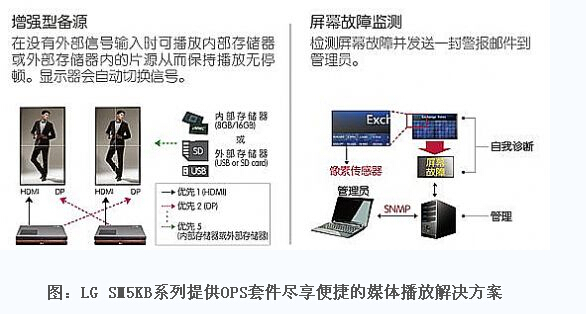 增强型备源
在没有外部信号输入时可播放内部存储器
或外部存储器内的片源从而保持播放无停
顿。显示器会自动切换信号。
HDMI DP HDMI DP
内部存储器
(8GB/16GB)
或
外部存储器
(USB or SD card)
SD
USB
优先 1 (HDMI)
优先 2 (DP)
优先 5
(内部存储器或外部存储器)
屏幕故障监测
检测屏幕故障并发送一封警报邮件到
管理员。
Exch
Exchange Rates
像素传感器
屏幕
故障
自我诊断
管理员
SNMP
管理
图：LG SM5KB系列提供OPS套件尽享便捷的媒体播放解决方案